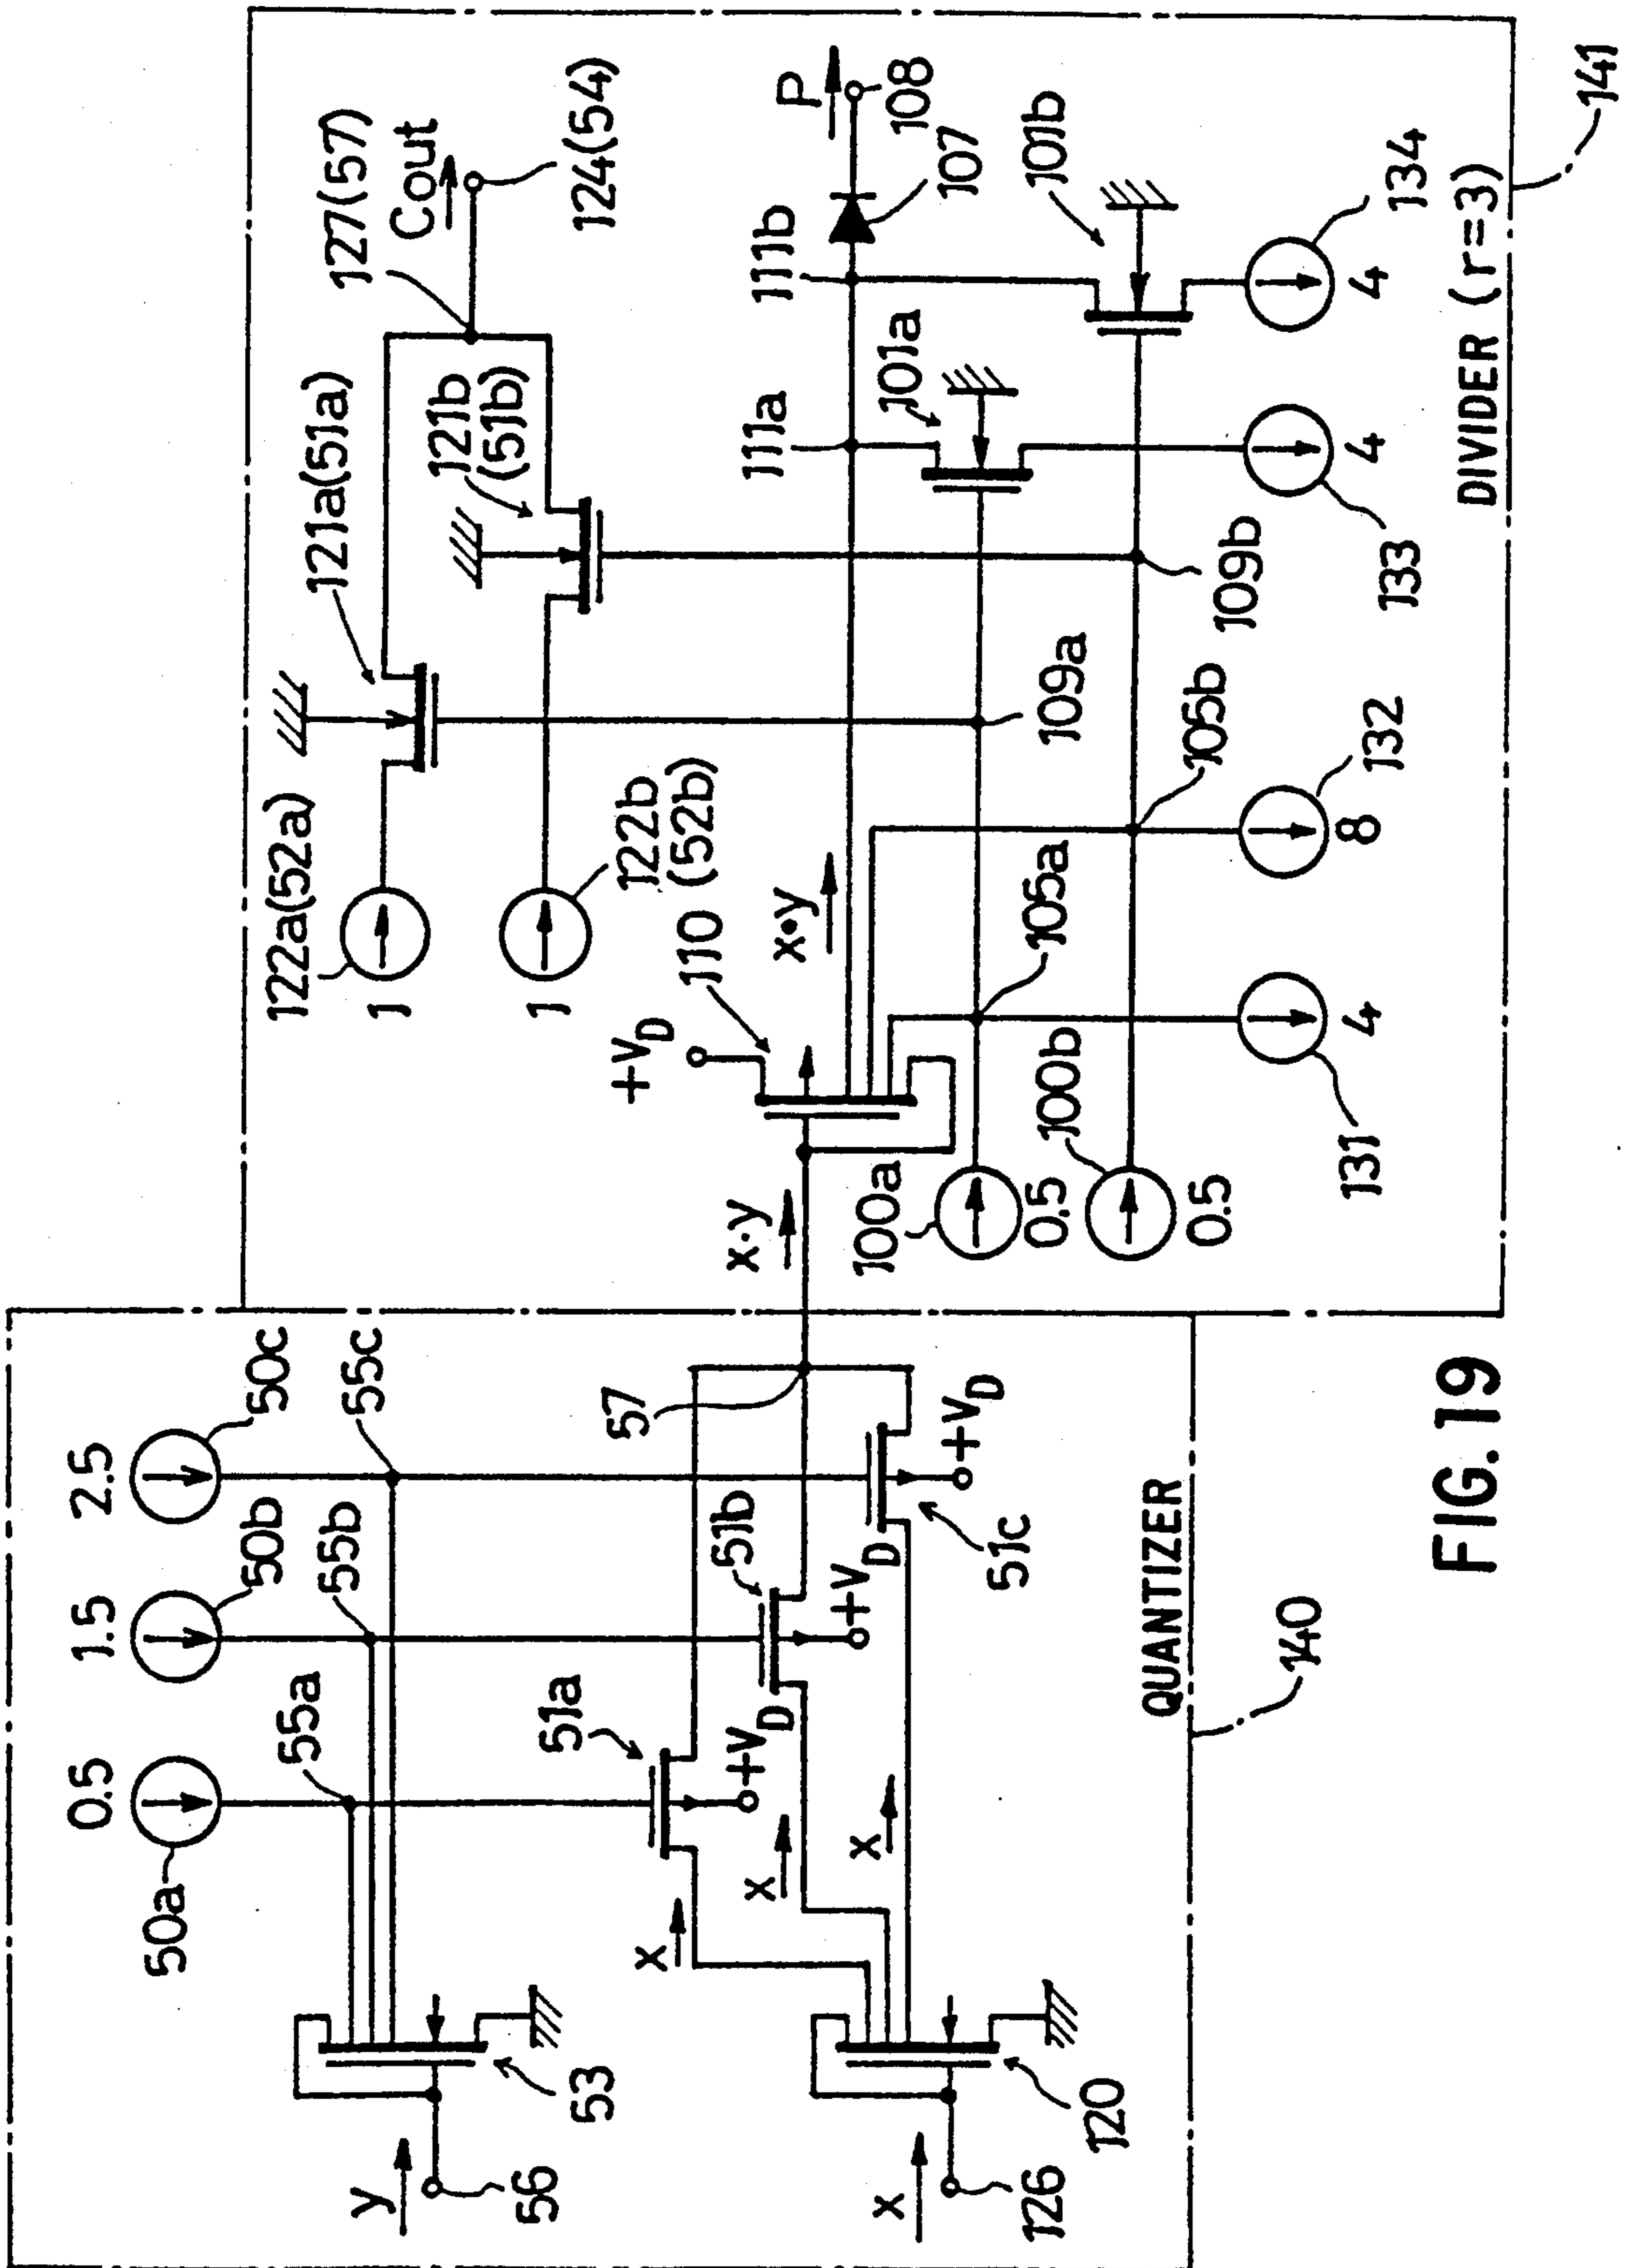 2.5
50c
1.5
50b
0.5
50a
55c
55b
55a
57
51a
51b
51c
+VD
+VD
+VD
x
x
x
y
56
53
x
126
120
QUANTIZER
140
127(57)
Cout
124(54)
121a(51a)
121b
(51b)
122a(52a)
1
122b
(52b)
1
+VD
110
x•y
x•y
P
108
107
111b
111a
101b
101a
100a
0.5
100b
0.5
105a
105b
109a
109b
131
4
132
8
133
4
134
4
DIVIDER (r=3)
141
FIG. 19